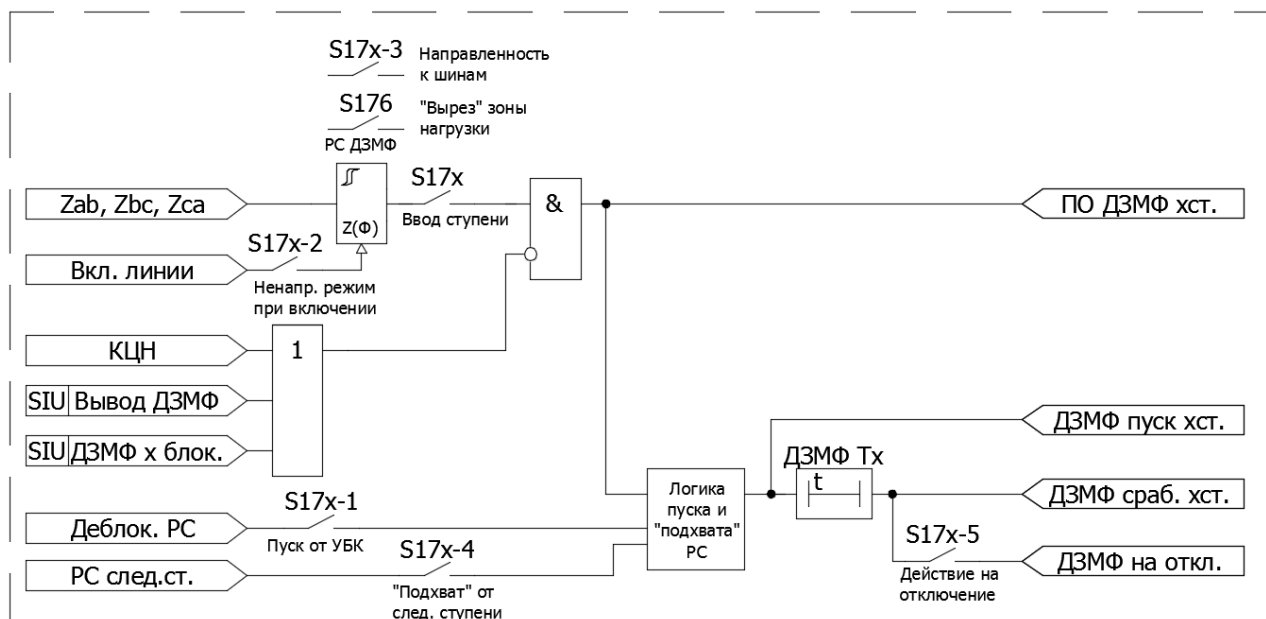 S17x-3
Направленность
к шинам
S176
"Вырез" зоны
нагрузки
РС ДЗМФ
Zab, Zbc, Zca
Z(Ф)
S17x
Ввод ступени
&
ПО ДЗМФ хст.
Вкл. линии
S17x-2
Ненапр. режим
при включении
КЦН
1
SIU Вывод ДЗМФ
SIU ДЗМФ х блок.
ДЗМФ пуск хст.
Деблок. РС
S17x-1
Пуск от УБК
РС след.ст.
S17x-4
"Подхват" от
след. ступени
Логика
пуска и
"подхвата"
РС
ДЗМФ Тх
t
ДЗМФ сраб. хст.
S17x-5
Действие на
отключение
ДЗМФ на откл.